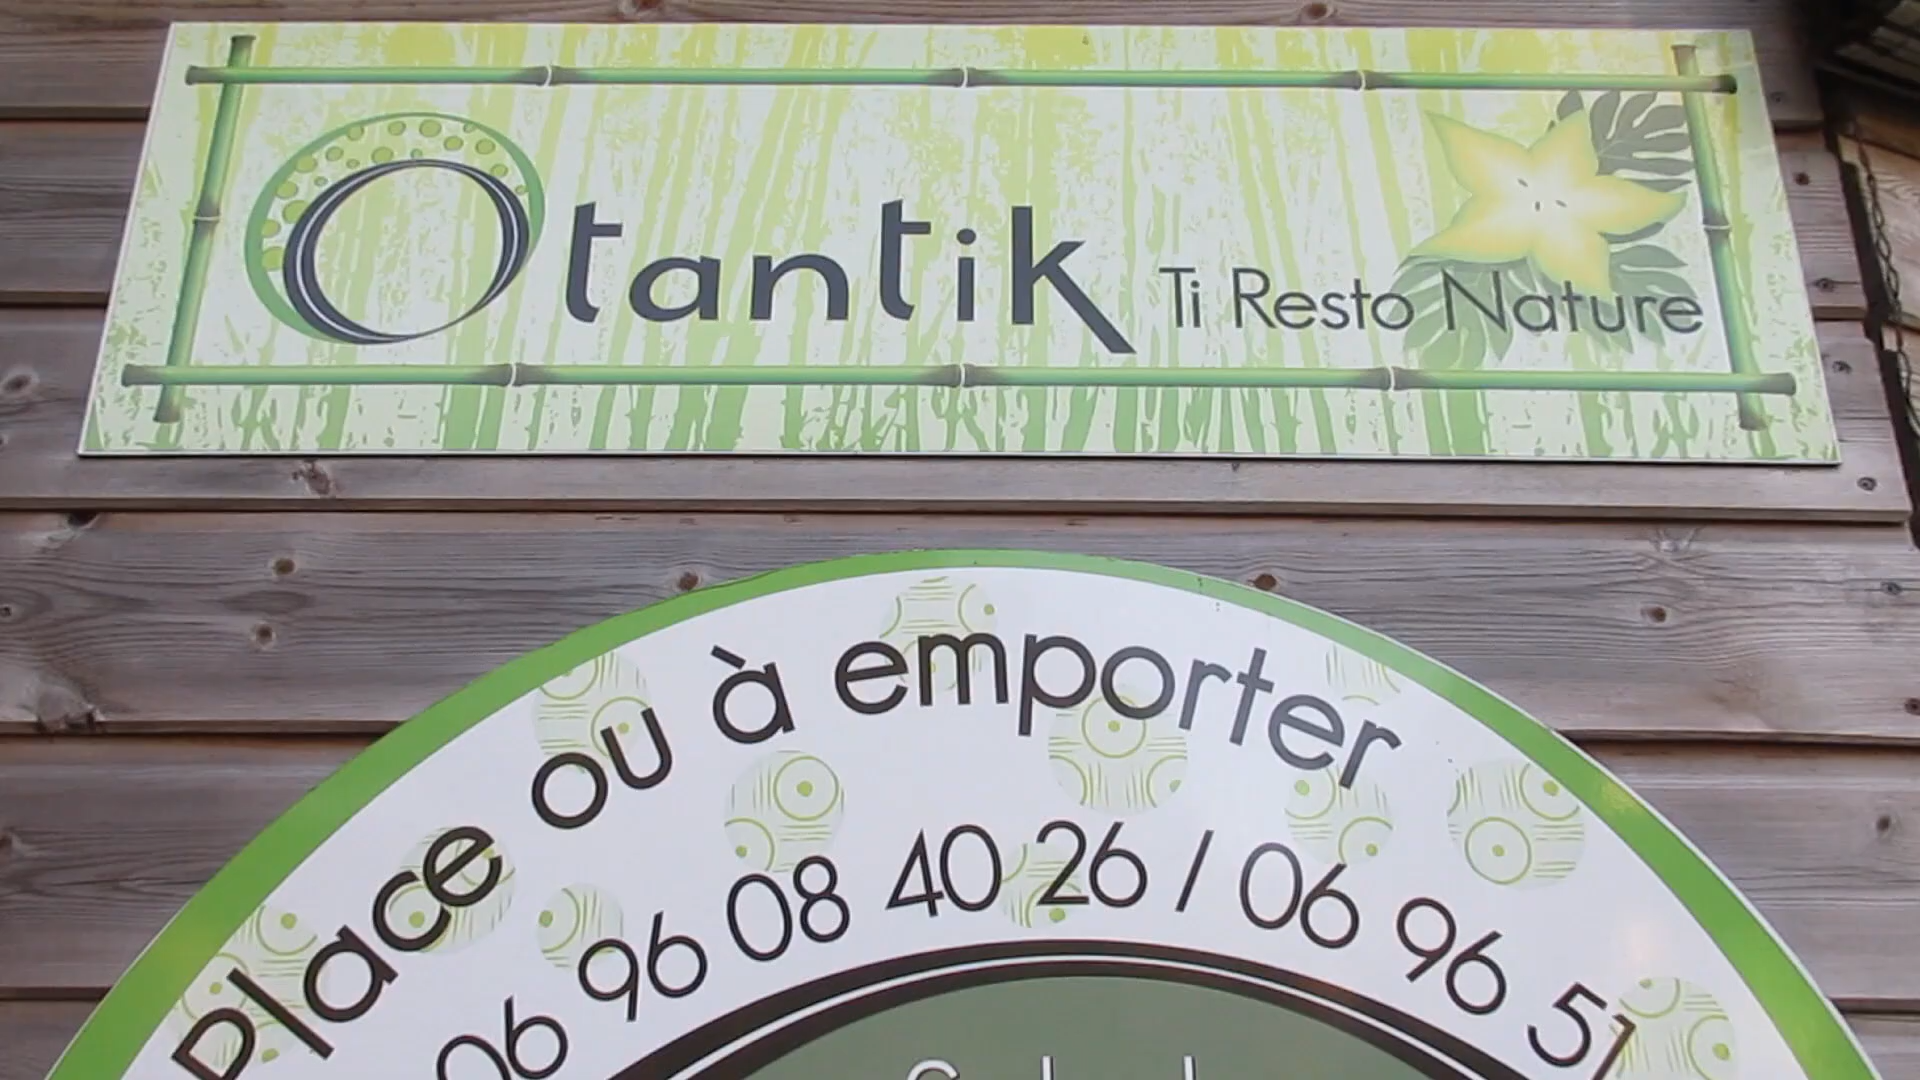 Otantik Ti Resto Nature
Place ou à emporter
06 96 08 40 26 / 06 96 51